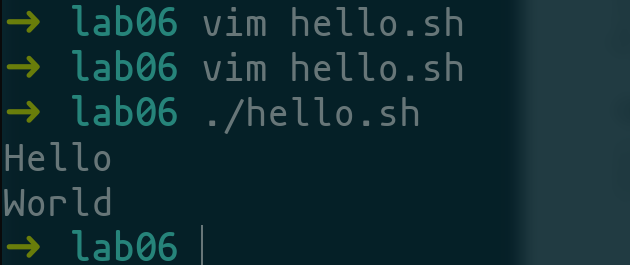 → lab06 vim hello.sh
→ lab06 vim hello.sh
→ lab06 ./hello.sh
Hello
World
→ lab06